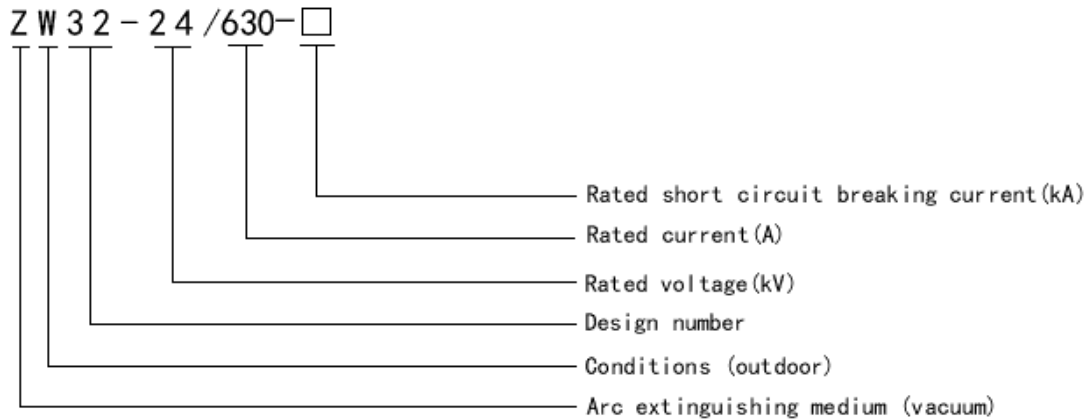 ZW32-24/630-□
Rated short circuit breaking current(kA)
Rated current(A)
Rated voltage(kV)
Design number
Conditions (outdoor)
Arc extinguishing medium (vacuum)